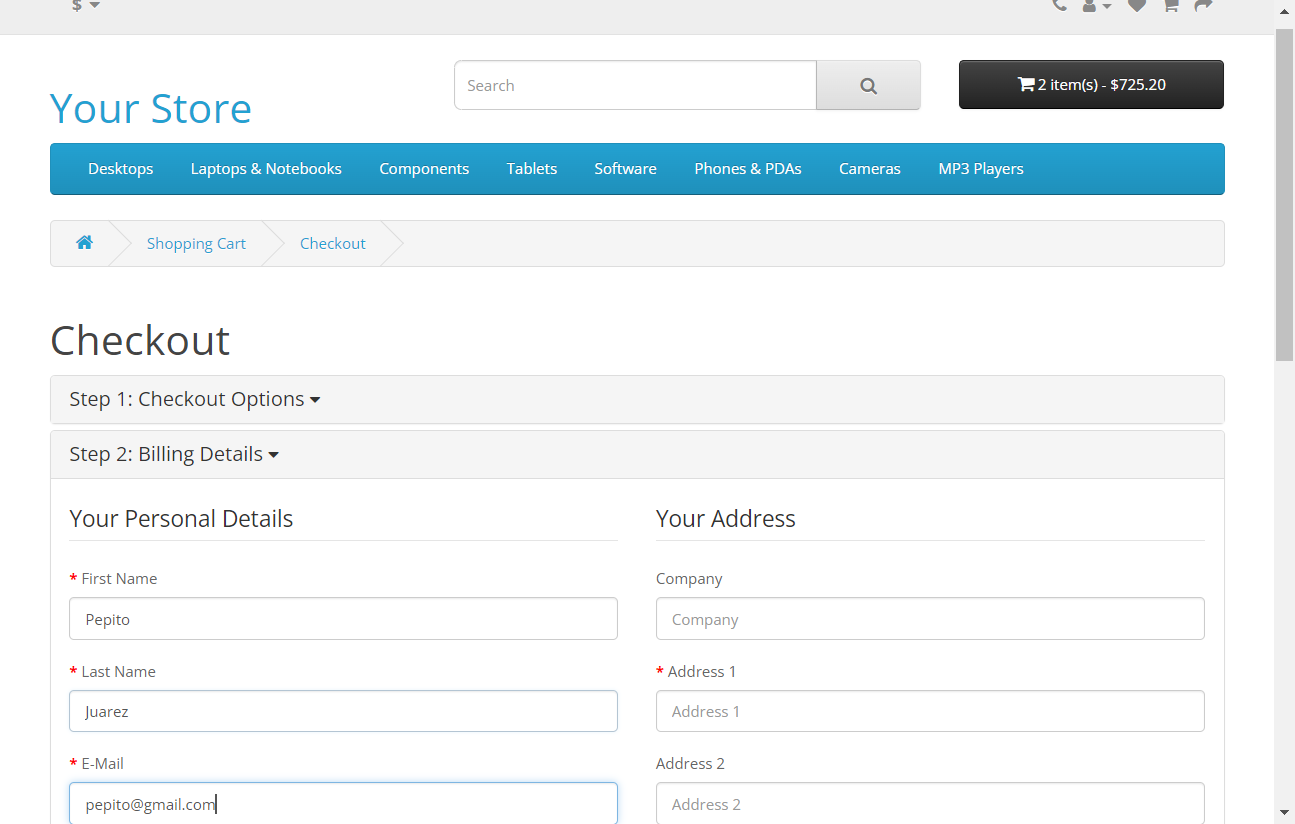 $
Search
2 item(s) - $725.20
Your Store
Desktops Laptops & Notebooks Components Tablets Software Phones & PDAs Cameras MP3 Players
Shopping Cart Checkout
Checkout
Step 1: Checkout Options
Step 2: Billing Details
Your Personal Details
* First Name
Pepito
* Last Name
Juarez
* E-Mail
pepito@gmail.com
Your Address
Company
Company
* Address 1
Address 1
Address 2
Address 2